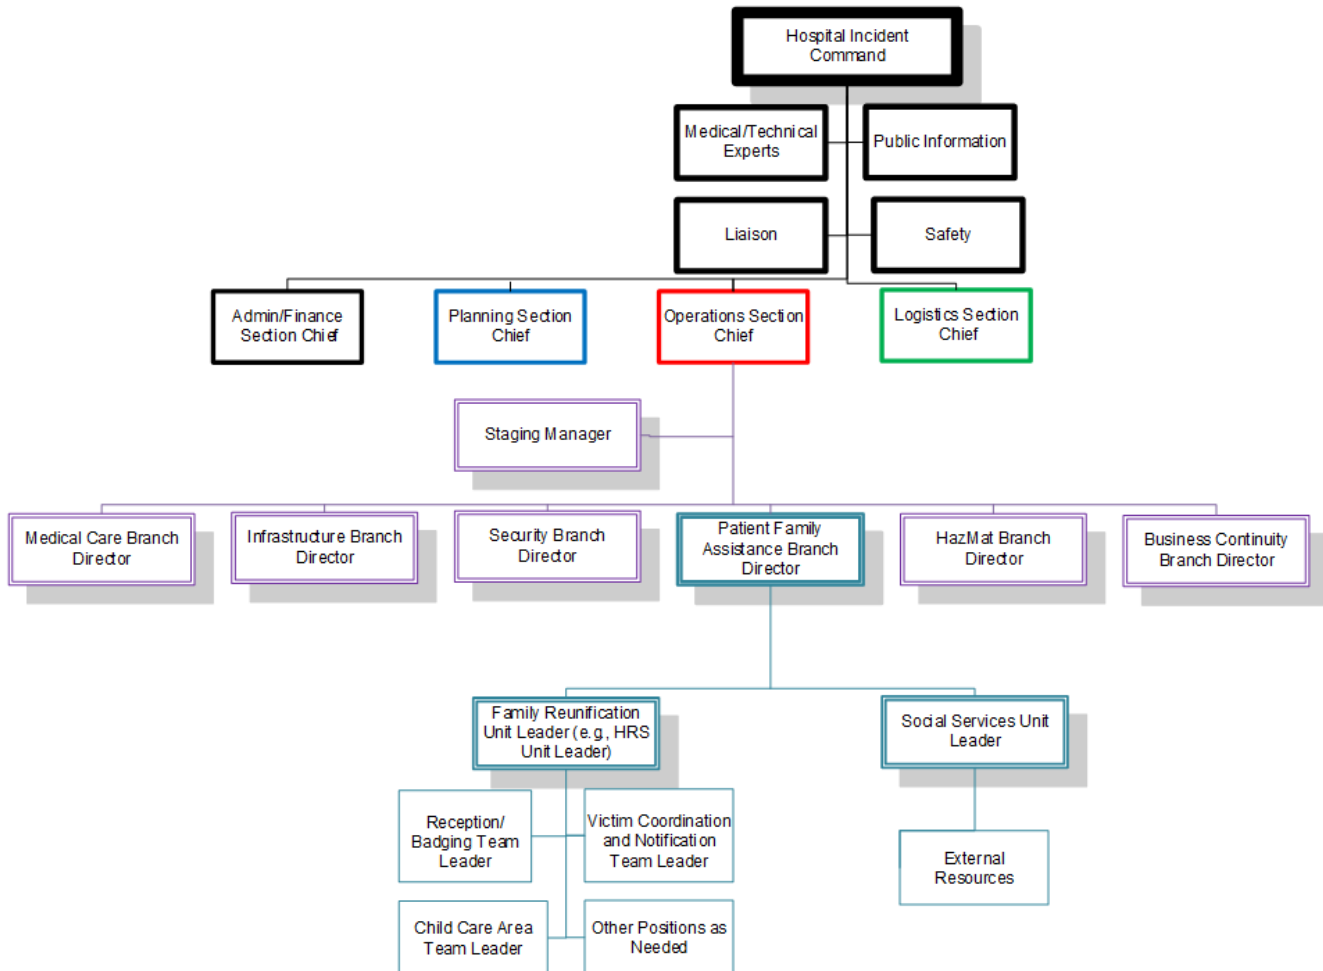 Hospital Incident
Command
Medical/Technical
Experts
Public Information
Liaison
Safety
Admin/Finance
Section Chief
Planning Section
Chief
Operations Section
Chief
Logistics Section
Chief
Staging Manager
Medical Care Branch
Director
Infrastructure Branch
Director
Security Branch
Director
Patient Family
Assistance Branch
Director
HazMat Branch
Director
Business Continuity
Branch Director
Family Reunification
Unit Leader (e.g., HRS
Unit Leader)
Social Services Unit
Leader
Reception/
Badging Team
Leader
Victim Coordination
and Notification
Team Leader
External
Resources
Child Care Area
Team Leader
Other Positions as
Needed